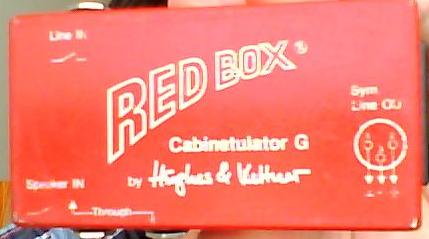 Line IN
RED BOX ®
Sym
Line OU
Cabinetulator G
by Hughes & Kettner
Speaker IN
Through